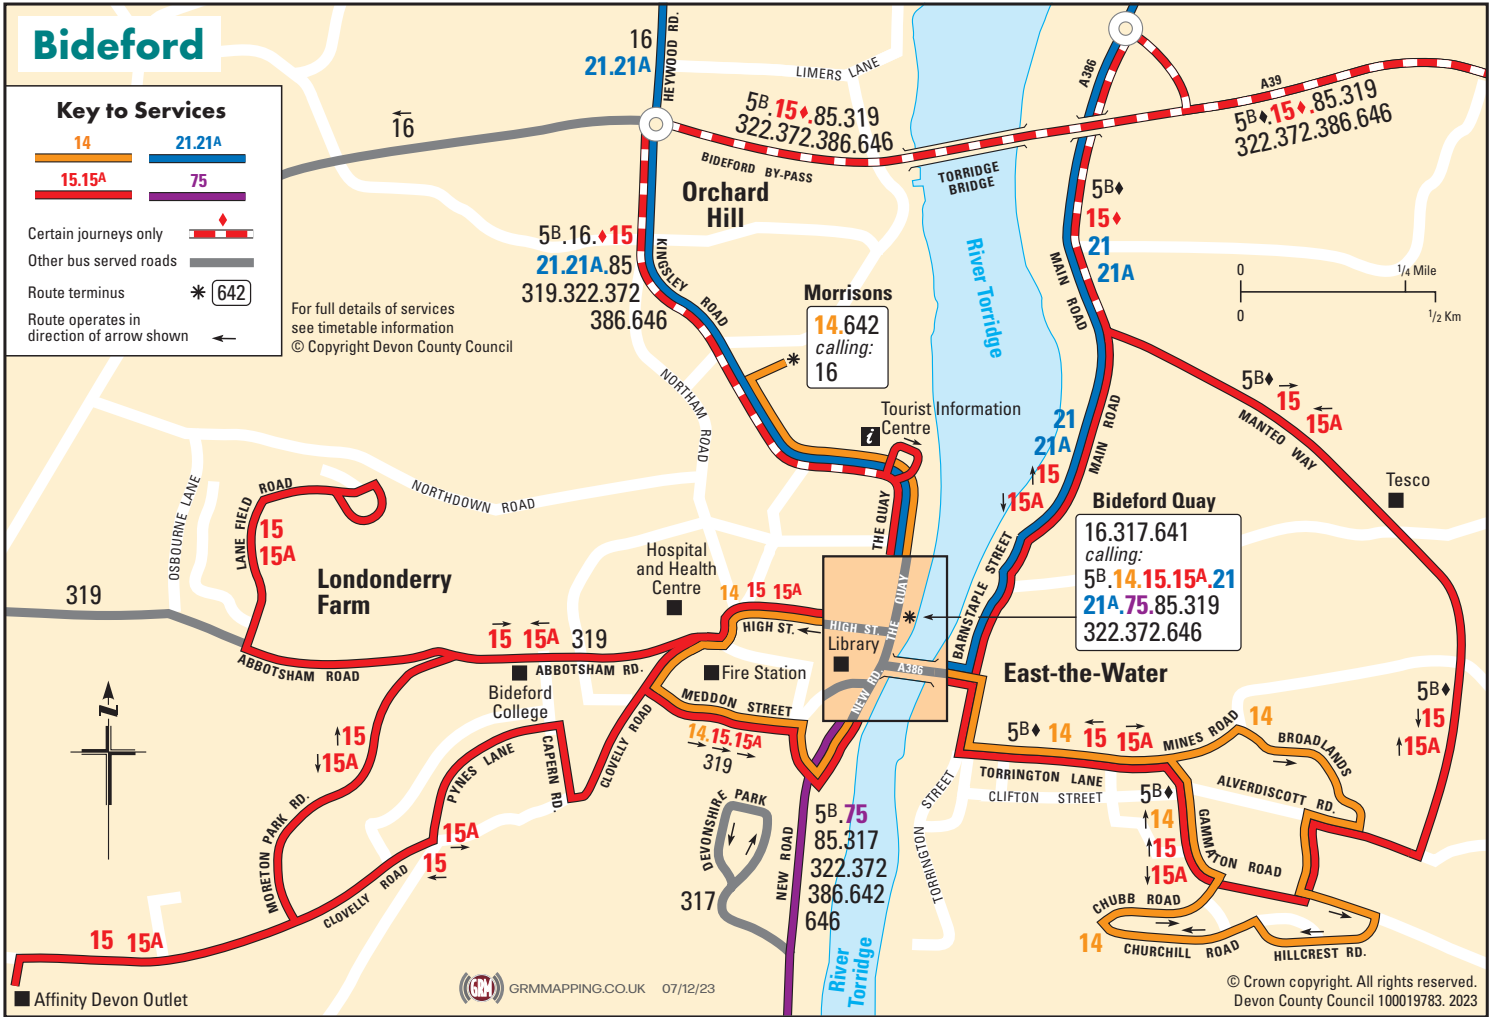 Bideford
Key to Services
14
21.21A
15.15A
75
Certain journeys only
Other bus served roads
Route terminus
642
Route operates in
direction of arrow shown
For full details of services
see timetable information
© Copyright Devon County Council
16
21.21A
HEYWOOD RD.
LIMERS LANE
16
5B.15♦.85.319
322.372.386.646
BIDEFORD BY-PASS
TORRIDGE
BRIDGE
A386
A39
5B♦.15♦.85.319
322.372.386.646
Orchard
Hill
5B.16.♦15
21.21A.85
319.322.372
386.646
KINGSLEY ROAD
River Torridge
5B♦
15♦
21
21A
MAIN ROAD
0
1/4 Mile
0
1/2 Km
Morrisons
14.642
calling:
16
NORTHAM ROAD
Tourist Information
Centre
i
21
21A
15
15A
MAIN ROAD
5B♦
15
15A
MANTEO WAY
Tesco
OSBOURNE LANE
LANE FIELD ROAD
NORTHDOWN ROAD
15
15A
THE QUAY
Bideford Quay
16.317.641
calling:
5B.14.15.15A.21
21A.75.85.319
322.372.646
BARNSTAPLE STREET
Hospital
and Health
Centre
14 15 15A
HIGH ST.
HIGH ST.
THE QUAY
Library
A386
NEW RD.
Londonderry
Farm
319
15 15A 319
ABBOTSHAM ROAD
ABBOTSHAM RD.
Bideford
College
Fire Station
MEDDON STREET
14.15.15A
319
East-the-Water
5B♦ 14 15 15A
TORRINGTON LANE
CLIFTON STREET
MINES ROAD
14
BROADLANDS
ALVERDISCOTT RD.
5B♦
15
15A
15
15A
MORETON PARK RD.
PYNES LANE
CAPERN RD.
CLOVELLY ROAD
15A
15
CLOVELLY ROAD
DEVONSHIRE PARK
317
NEW ROAD
5B.75
85.317
322.372
386.642
646
TORRINGTON STREET
TORRINGTON ROAD
5B♦
14
15
15A
GAMMATON ROAD
CHUBB ROAD
14
CHURCHILL ROAD
HILLCREST RD.
15 15A
Affinity Devon Outlet
River
Torridge
N
GRM
GRMMAPPING.CO.UK 07/12/23
© Crown copyright. All rights reserved.
Devon County Council 100019783. 2023